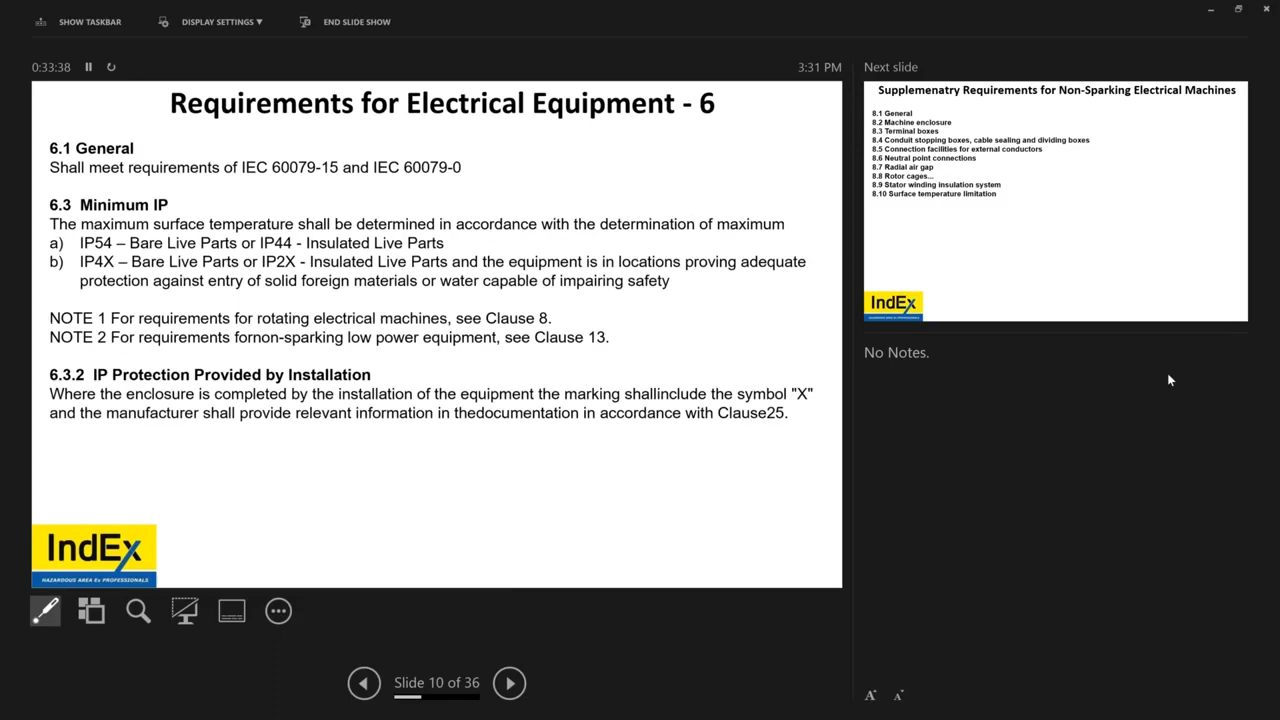 SHOW TASKBAR
DISPLAY SETTINGS ▼
END SLIDE SHOW
0:33:38
3:31 PM
Requirements for Electrical Equipment - 6
6.1 General
Shall meet requirements of IEC 60079-15 and IEC 60079-0
6.3 Minimum IP
The maximum surface temperature shall be determined in accordance with the determination of maximum
a) IP54 – Bare Live Parts or IP44 - Insulated Live Parts
b) IP4X – Bare Live Parts or IP2X - Insulated Live Parts and the equipment is in locations proving adequate
protection against entry of solid foreign materials or water capable of impairing safety
NOTE 1 For requirements for rotating electrical machines, see Clause 8.
NOTE 2 For requirements fornon-sparking low power equipment, see Clause 13.
6.3.2 IP Protection Provided by Installation
Where the enclosure is completed by the installation of the equipment the marking shallinclude the symbol "X"
and the manufacturer shall provide relevant information in thedocumentation in accordance with Clause25.
IndEx
HAZARDOUS AREA Ex PROFESSIONALS
Slide 10 of 36
Next slide
Supplemenatry Requirements for Non-Sparking Electrical Machines
8.1 General
8.2 Machine enclosure
8.3 Terminal boxes
8.4 Conduit stopping boxes, cable sealing and dividing boxes
8.5 Connection facilities for external conductors
8.6 Neutral point connections
8.7 Radial air gap
8.8 Rotor cages...
8.9 Stator winding insulation system
8.10 Surface temperature limitation
IndEx
HAZARDOUS AREA Ex PROFESSIONALS
No Notes.
A A